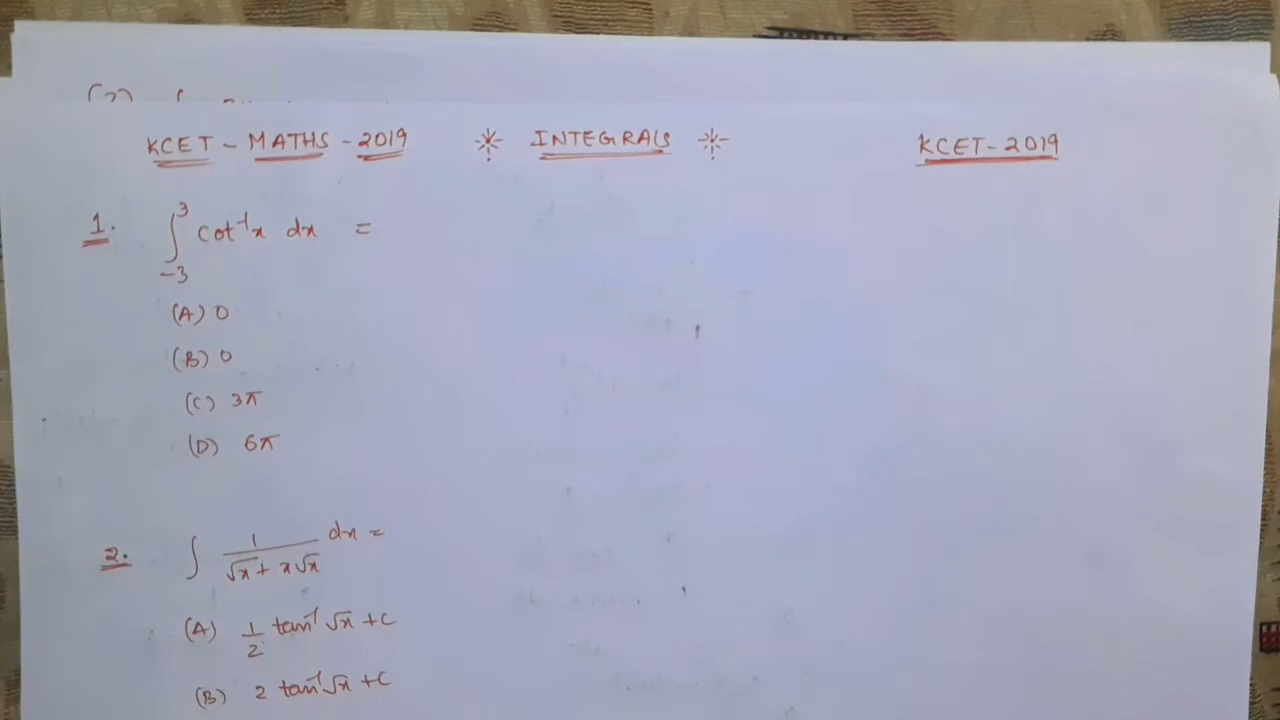 KCET - MATHS - 2019 * INTEGRALS * KCET- 2019
1. ∫₋₃³ cot⁻¹x dx =
(A) 0
(B) 0
(C) 3π
(D) 6π
2. ∫ 1/(√x + x√x) dx =
(A) 1/2 tan⁻¹ √x + c
(B) 2 tan⁻¹ √x + c